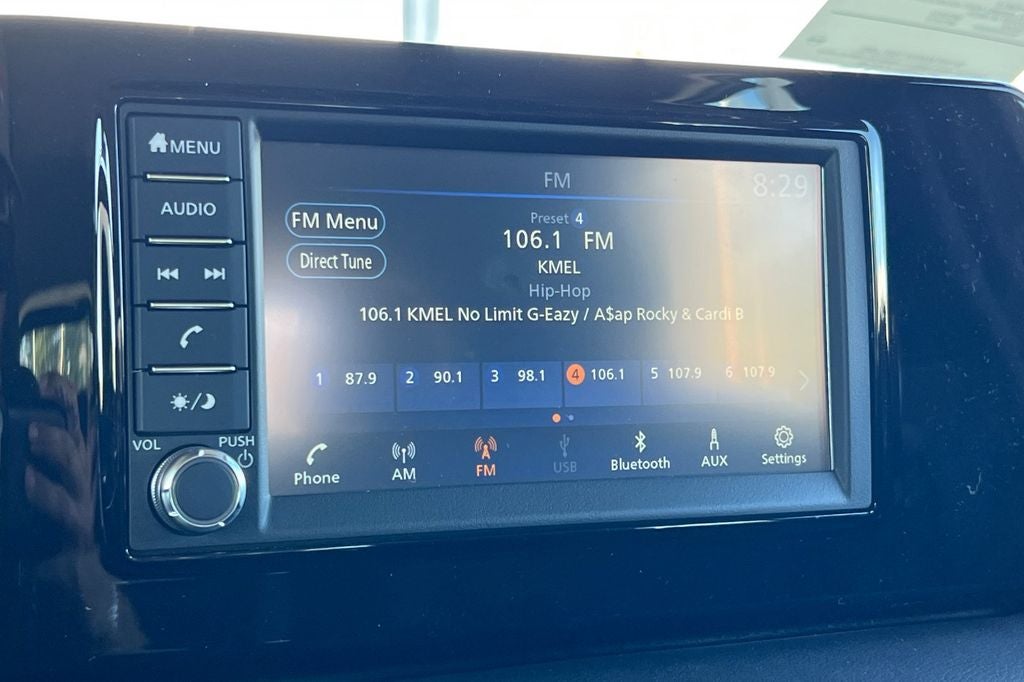 MENU
AUDIO
VOL
PUSH
FM
8:29
FM Menu
Direct Tune
Preset 4
106.1 FM
KMEL
Hip-Hop
106.1 KMEL No Limit G-Eazy / A$ap Rocky & Cardi B
1 87.9 2 90.1 3 98.1 4 106.1 5 107.9 6 107.9
Phone AM FM USB Bluetooth AUX Settings